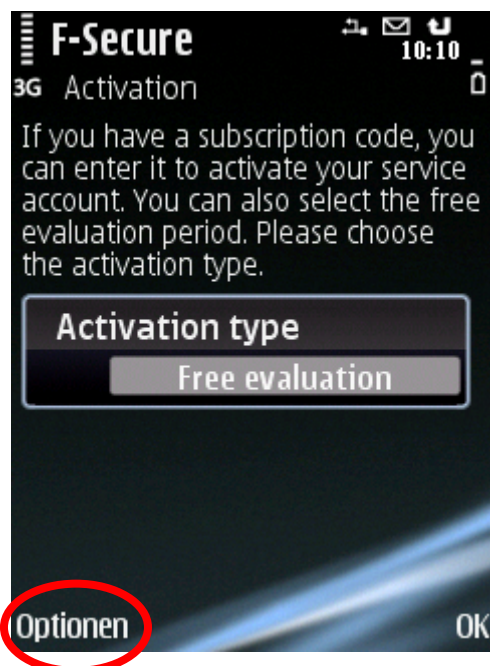 F-Secure
10:10
3G Activation
If you have a subscription code, you
can enter it to activate your service
account. You can also select the free
evaluation period. Please choose
the activation type.
Activation type
Free evaluation
Optionen OK